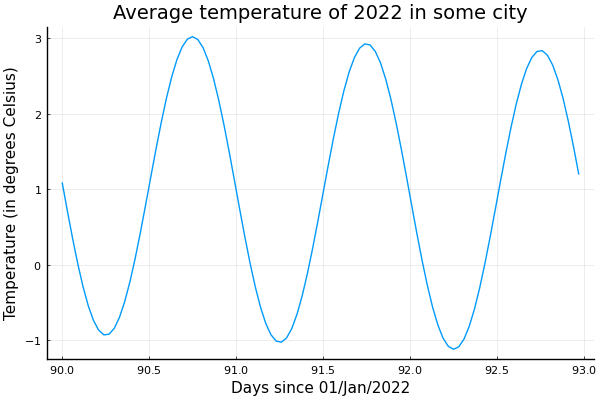 Average temperature of 2022 in some city
Temperature (in degrees Celsius)
3
2
1
0
−1
90.0 90.5 91.0 91.5 92.0 92.5 93.0
Days since 01/Jan/2022